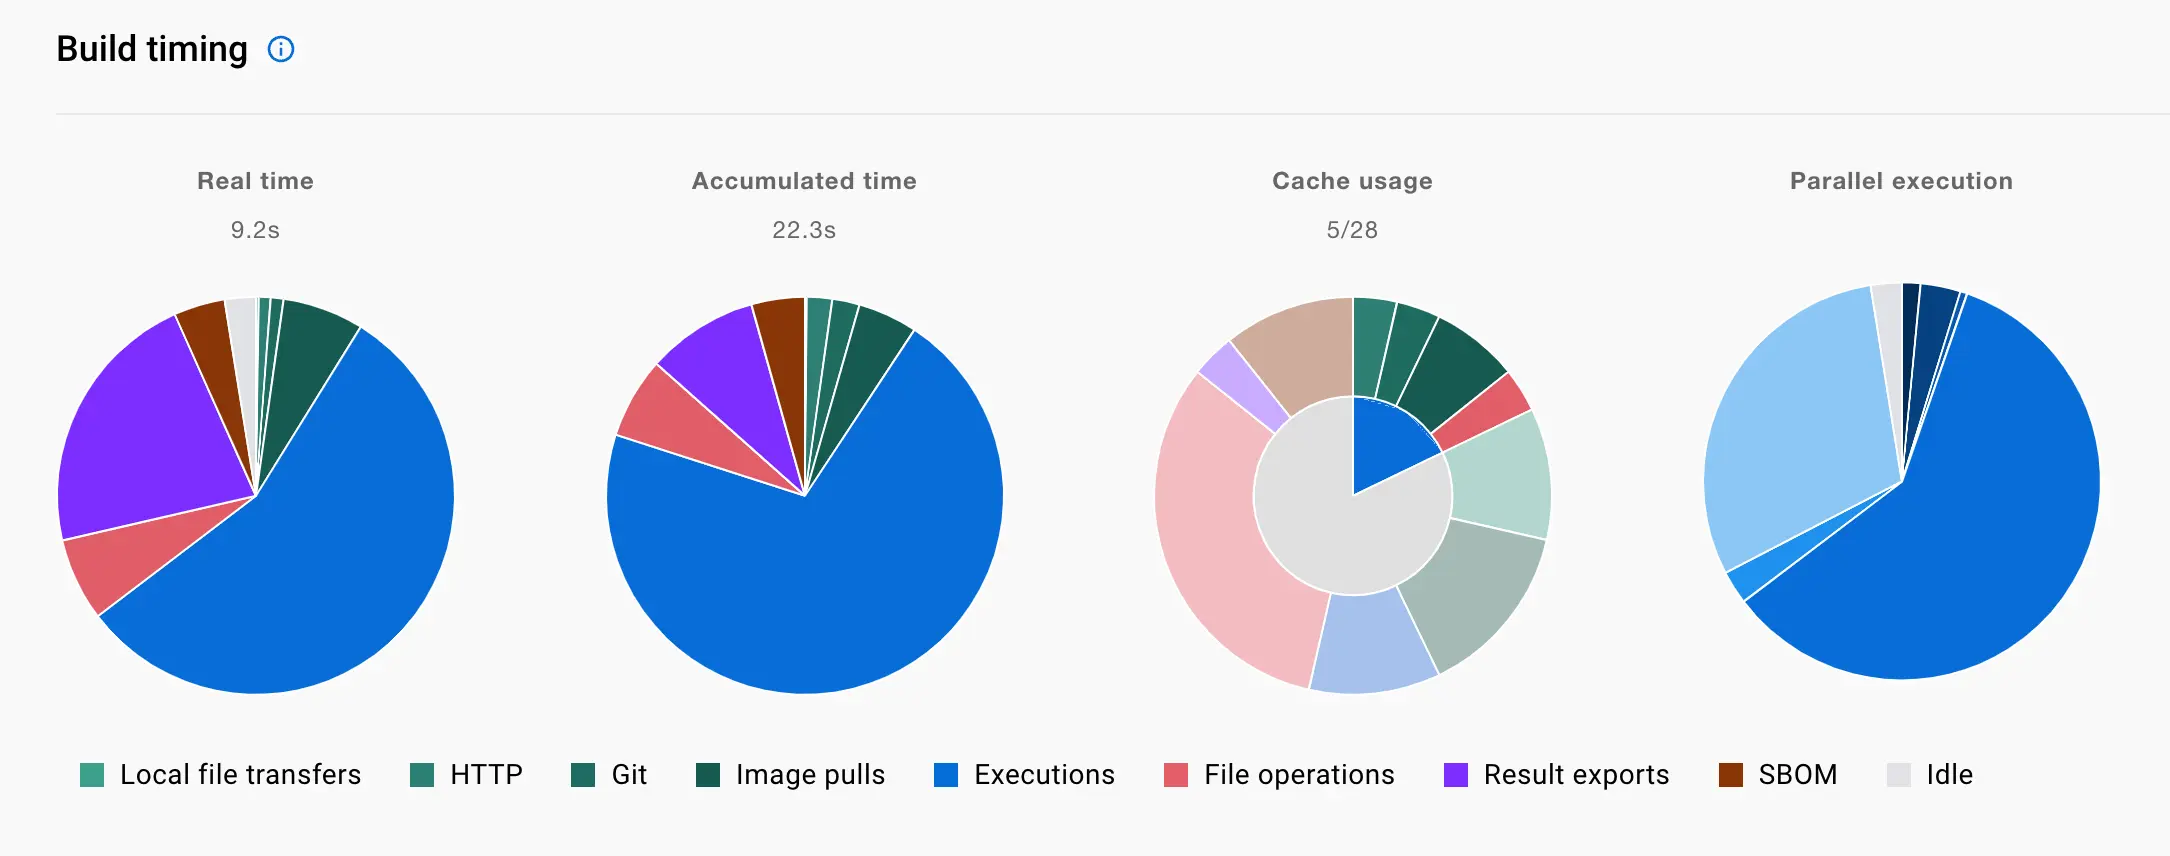 Build timing
Real time
9.2s
Accumulated time
22.3s
Cache usage
5/28
Parallel execution
Local file transfers
HTTP
Git
Image pulls
Executions
File operations
Result exports
SBOM
Idle